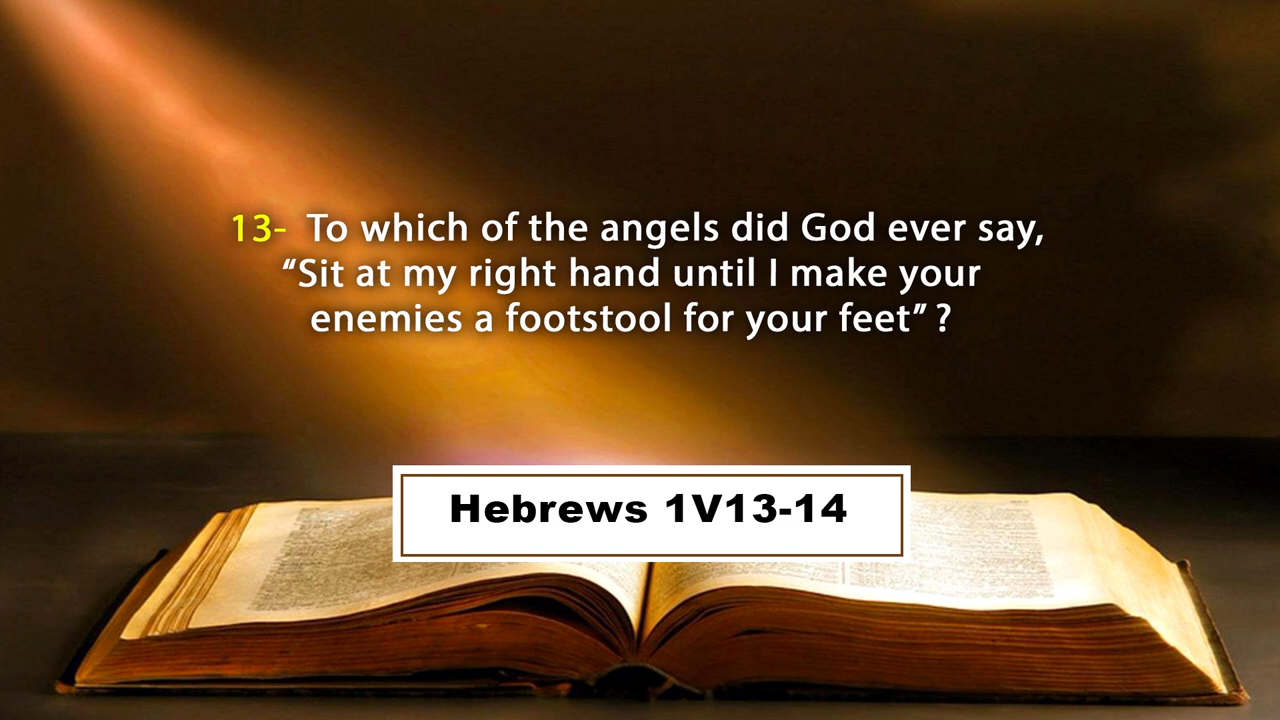 13- To which of the angels did God ever say,
“Sit at my right hand until I make your
enemies a footstool for your feet” ?
Hebrews 1V13-14